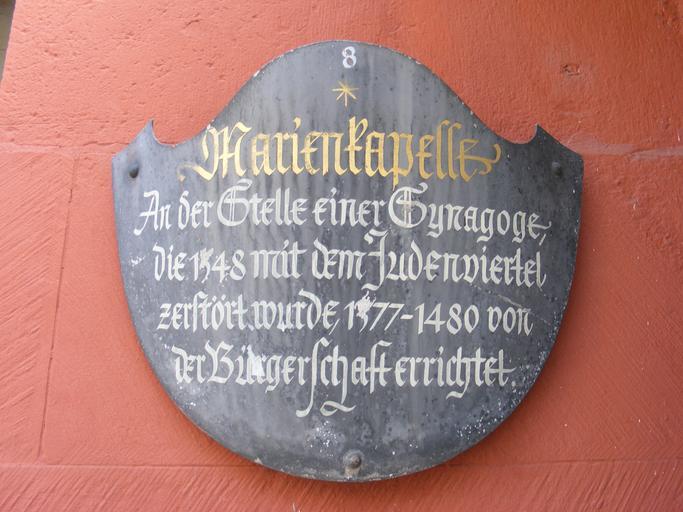 8
Marienkapelle
An der Stelle einer Synagoge,
die 1348 mit dem Judenviertel
zerstört wurde, 1377-1480 von
der Bürgerschaft errichtet.